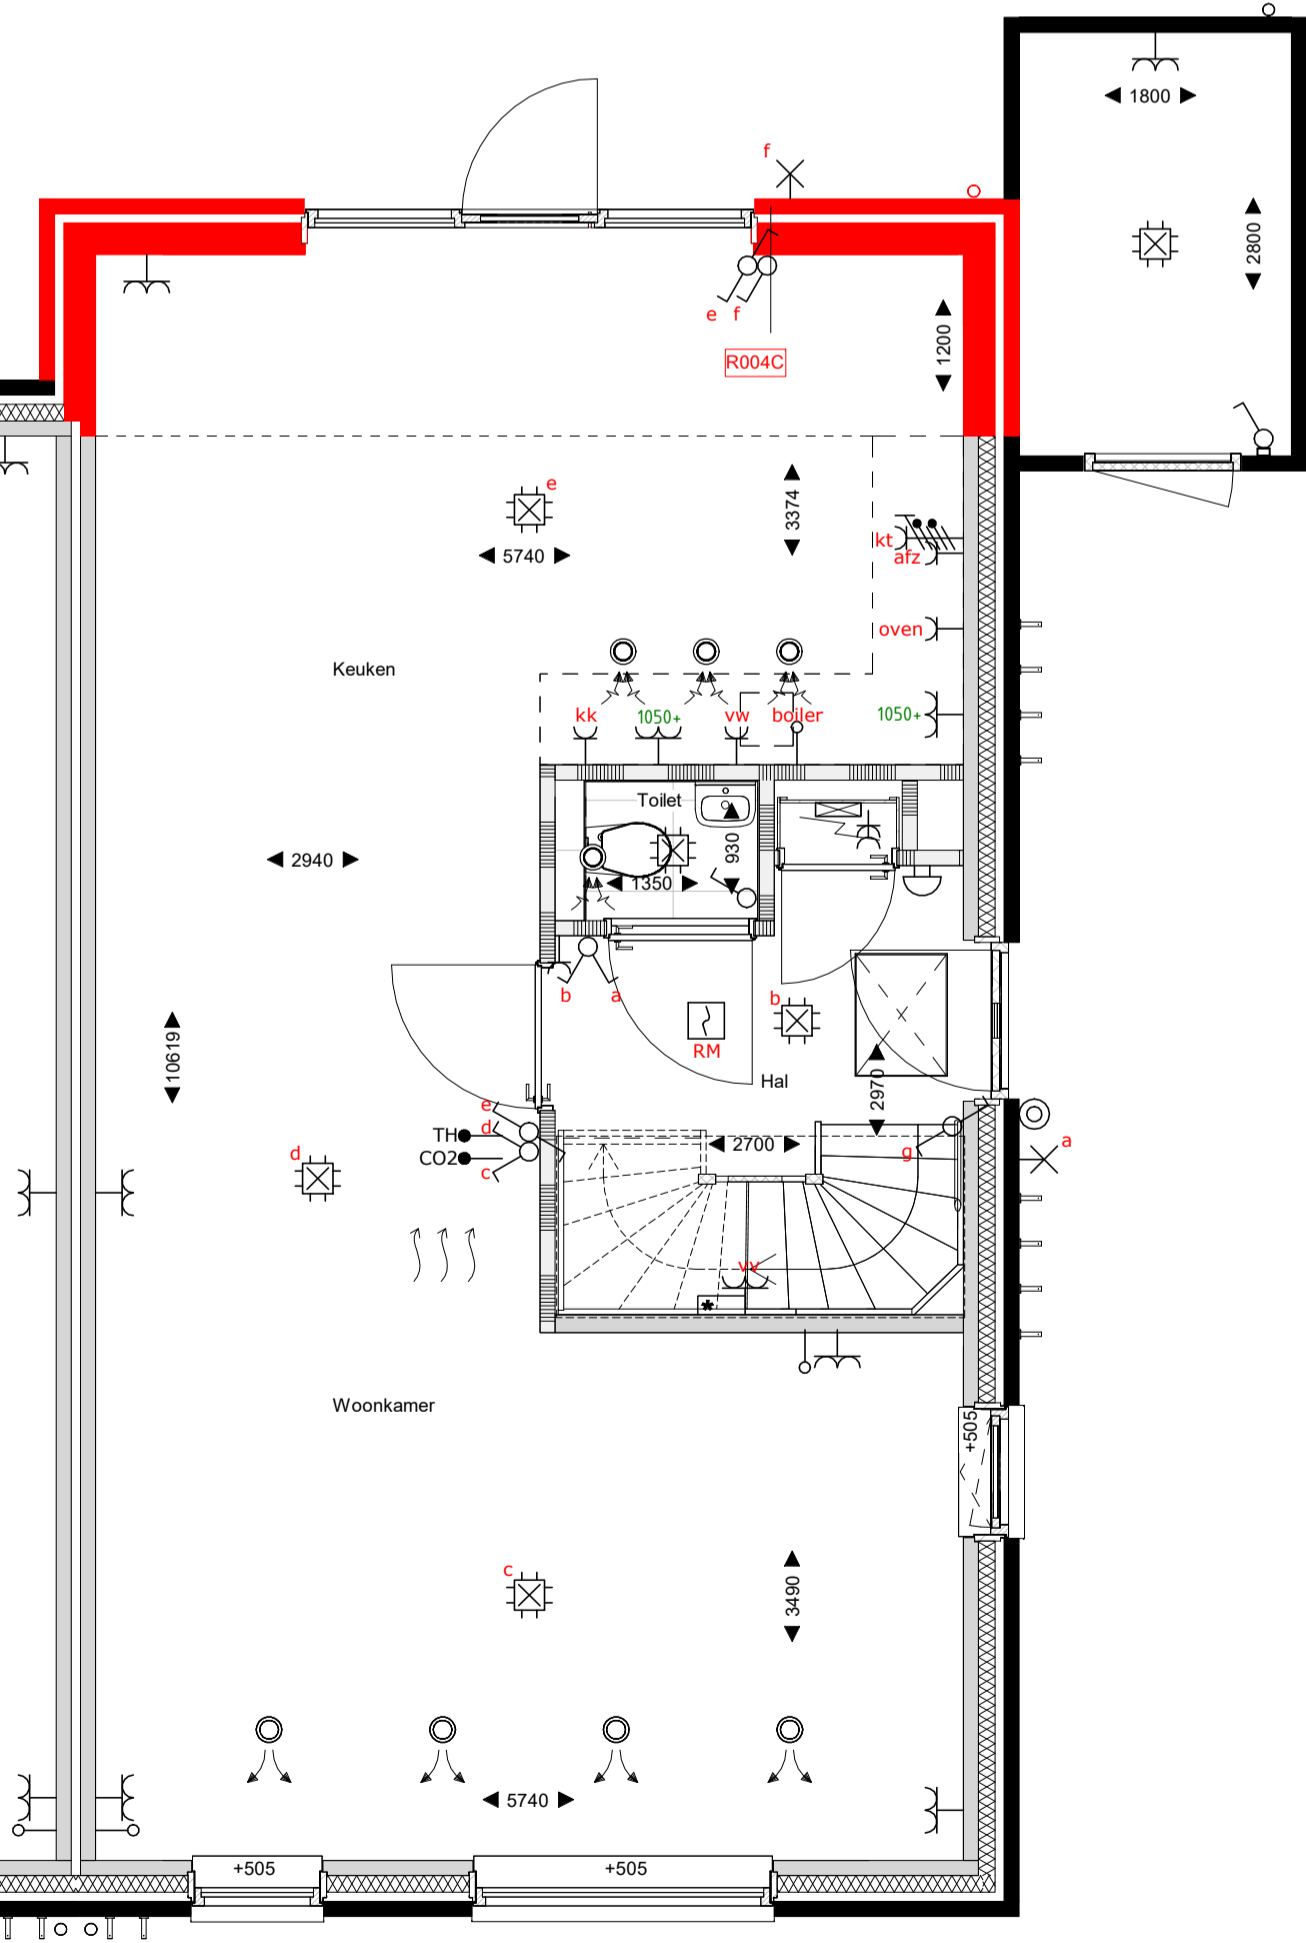 1800
f
2800
e f
1200
R004C
e
3374
5740
kt
afz
oven
Keuken
kk
1050+
vw
boiler
1050+
Toilet
930
2940
1350
b
a
b
RM
10619
Hal
2970
e
TH
d
CO2
c
2700
g
a
d
vv
*
Woonkamer
+505
c
3490
5740
+505
+505